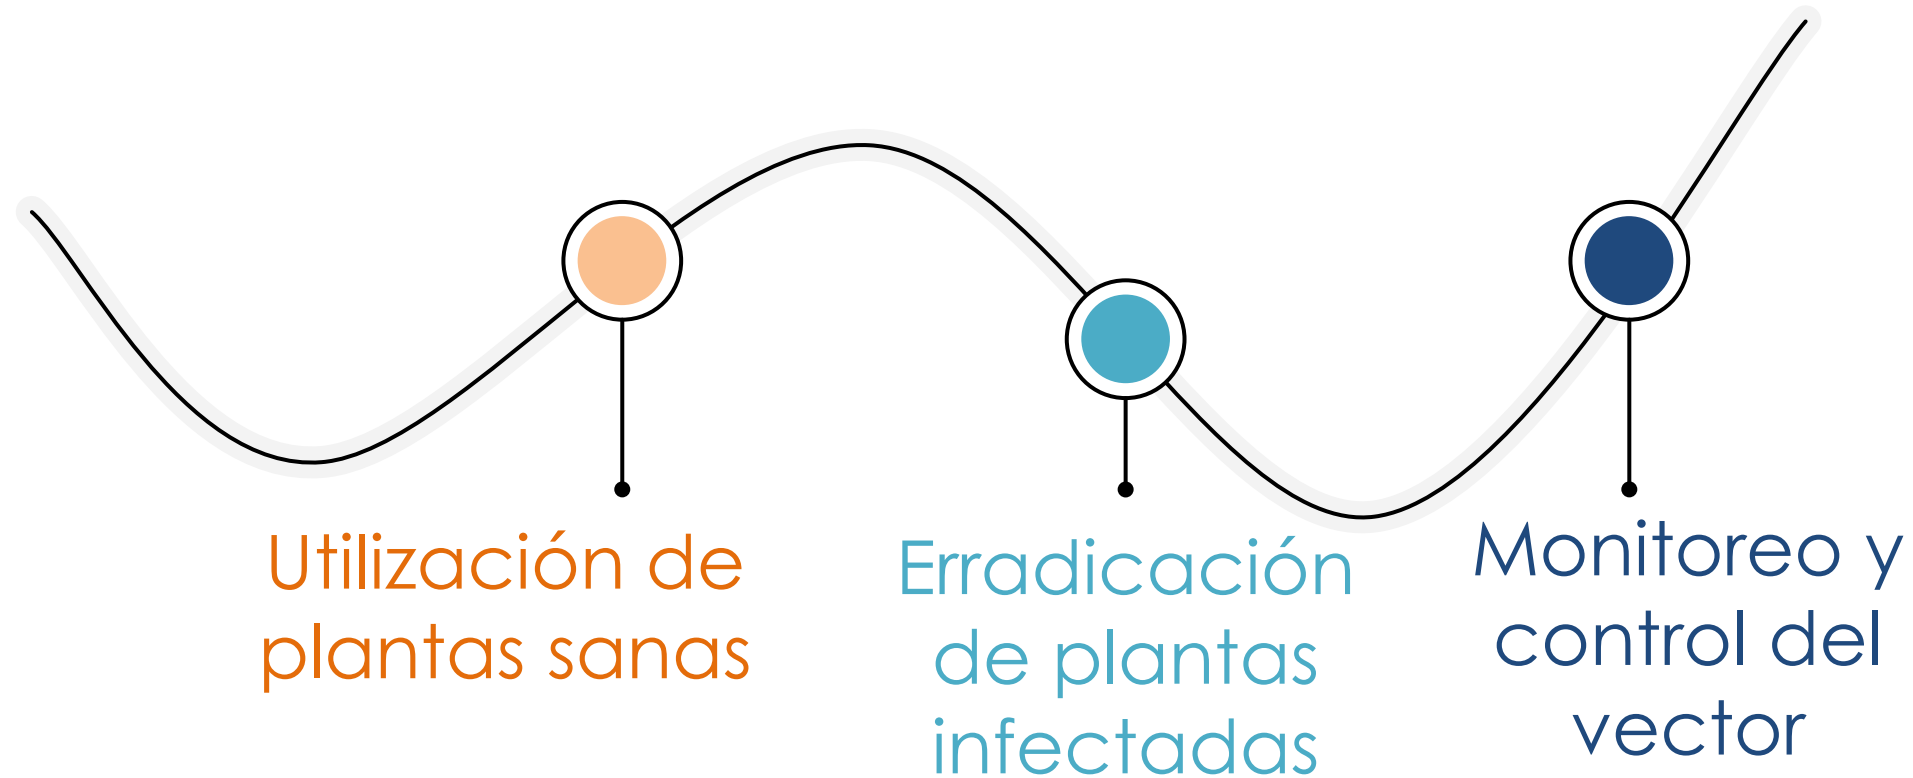 Utilización de
plantas sanas
Erradicación
de plantas
infectadas
Monitoreo y
control del
vector